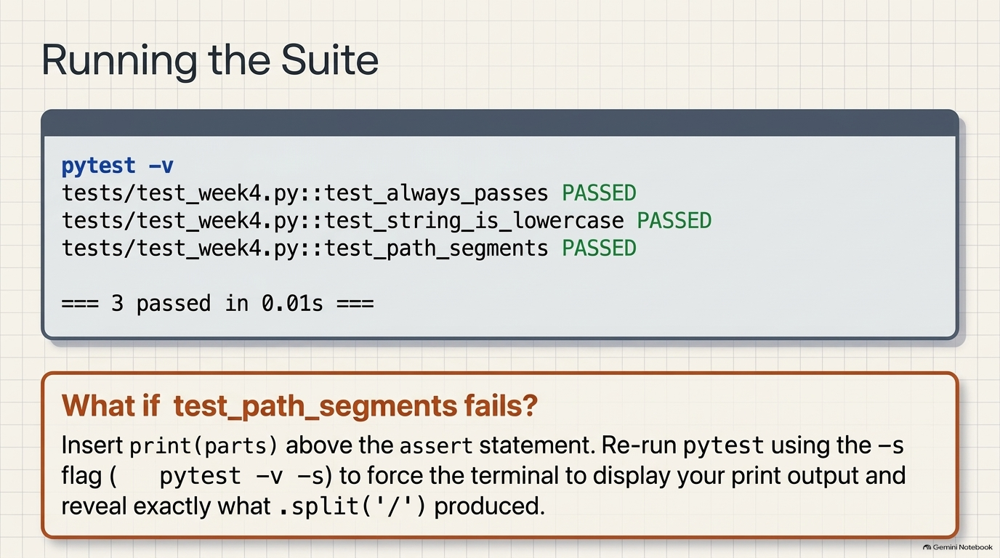 Running the Suite
pytest -v
tests/test_week4.py::test_always_passes PASSED
tests/test_week4.py::test_string_is_lowercase PASSED
tests/test_week4.py::test_path_segments PASSED
=== 3 passed in 0.01s ===
What if test_path_segments fails?
Insert print(parts) above the assert statement. Re-run pytest using the -s
flag ( pytest -v -s) to force the terminal to display your print output and
reveal exactly what .split('/') produced.
Gemini Notebook